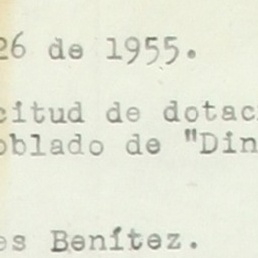 26 de 1955.
citud de dotac
oblado de "Din
es Benítez.